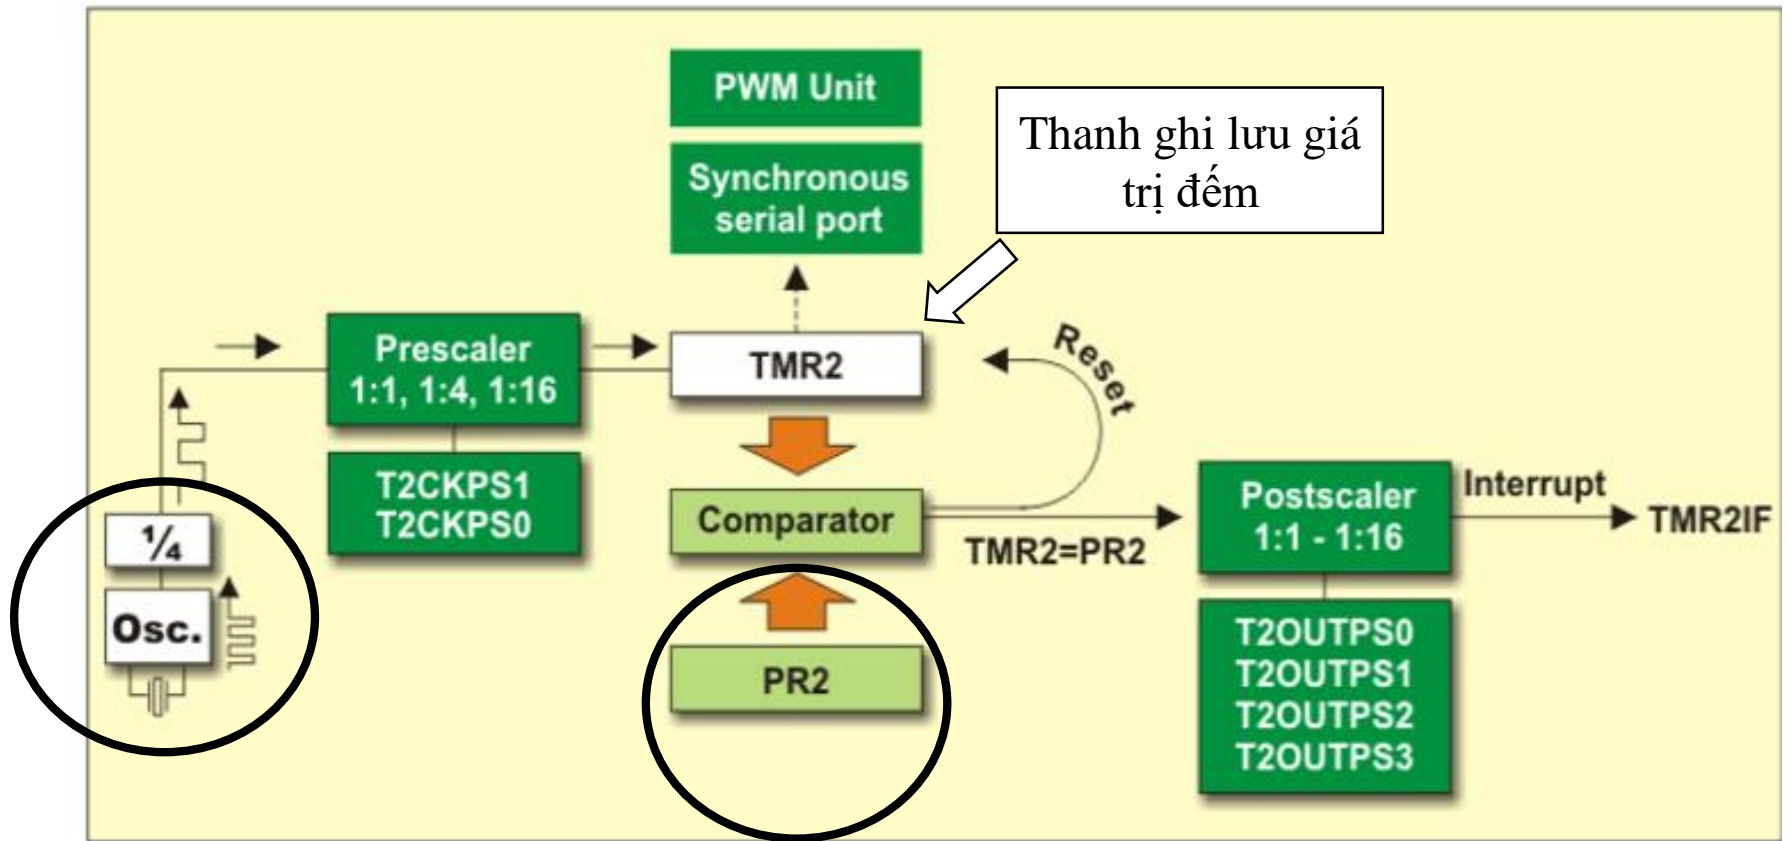 PWM Unit
Synchronous
serial port
Thanh ghi lưu giá
trị đếm
Prescaler
1:1, 1:4, 1:16
TMR2
Reset
T2CKPS1
T2CKPS0
¼
Osc.
Comparator
TMR2=PR2
PR2
Postscaler
1:1 - 1:16
Interrupt
TMR2IF
T2OUTPS0
T2OUTPS1
T2OUTPS2
T2OUTPS3